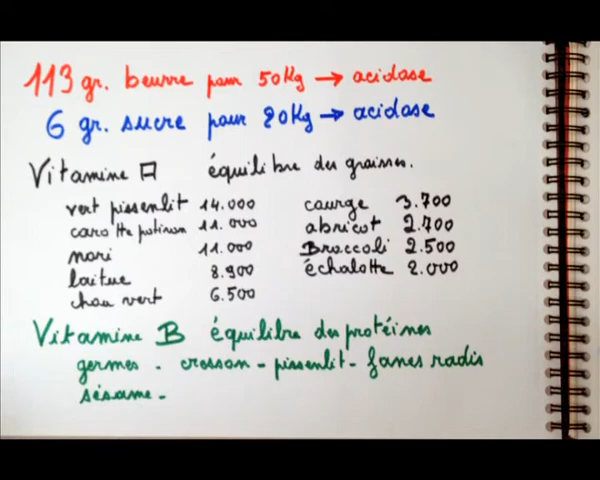 113 gr. beurre pour 50Kg → acidose
6 gr. sucre pour 20Kg → acidose
Vitamine A équilibre des graisses.
vert pissenlit 14.000
carotte potiron 11.000
nori 11.000
laitue 8.900
chou vert 6.500
courge 3.700
abricot 2.700
Broccoli 2.500
échalotte 2.000
Vitamine B équilibre des protéines
germes - cresson - pissenlit - fanes radis
sésame -